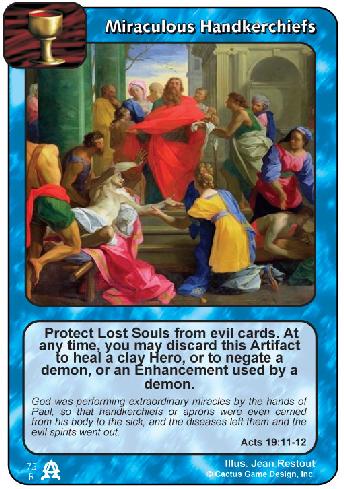 Miraculous Handkerchiefs
Protect Lost Souls from evil cards. At
any time, you may discard this Artifact
to heal a clay Hero, or to negate a
demon, or an Enhancement used by a
demon.
God was performing extraordinary miracles by the hands of
Paul, so that handkerchiefs or aprons were even carried
from his body to the sick, and the diseases left them and the
evil spirits went out.
Acts 19:11-12
Illus. Jean Restout
©Cactus Game Design, Inc.
R